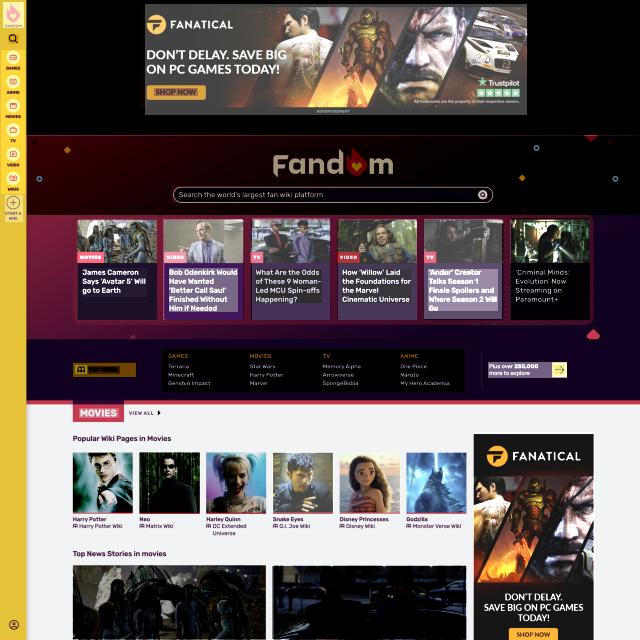 FANDOM
GAMES
ANIME
MOVIES
TV
VIDEO
WIKIS
START A
WIKI
FANATICAL
DON'T DELAY. SAVE BIG
ON PC GAMES TODAY!
SHOP NOW
Trustpilot
All trademarks are the property of their respective owners.
ADVERTISEMENT
Fandom
Search the world's largest fan wiki platform
MOVIES
James Cameron
Says 'Avatar 5' Will
go to Earth
VIDEO
Bob Odenkirk Would
Have Wanted
'Better Call Saul'
Finished Without
Him if Needed
TV
What Are the Odds
of These 9 Woman-
Led MCU Spin-offs
Happening?
VIDEO
How 'Willow' Laid
the Foundations for
the Marvel
Cinematic Universe
TV
'Andor' Creator
Talks Season 1
Finale Spoilers and
Where Season 2 Will
Go
'Criminal Minds:
Evolution' Now
Streaming on
Paramount+
TOP WIKIS
GAMES
Terraria
Minecraft
Genshin Impact
MOVIES
Star Wars
Harry Potter
Marvel
TV
Memory Alpha
Arrowverse
SpongeBobia
ANIME
One Piece
Naruto
My Hero Academia
Plus over 250,000
more to explore
MOVIES
VIEW ALL
Popular Wiki Pages in Movies
Harry Potter
Harry Potter Wiki
Neo
Matrix Wiki
Harley Quinn
DC Extended
Universe
Snake Eyes
G.I. Joe Wiki
Disney Princesses
Disney Wiki
Godzilla
Monster Verse Wiki
Top News Stories in movies
FANATICAL
DON'T DELAY.
SAVE BIG ON PC GAMES
TODAY!
SHOP NOW